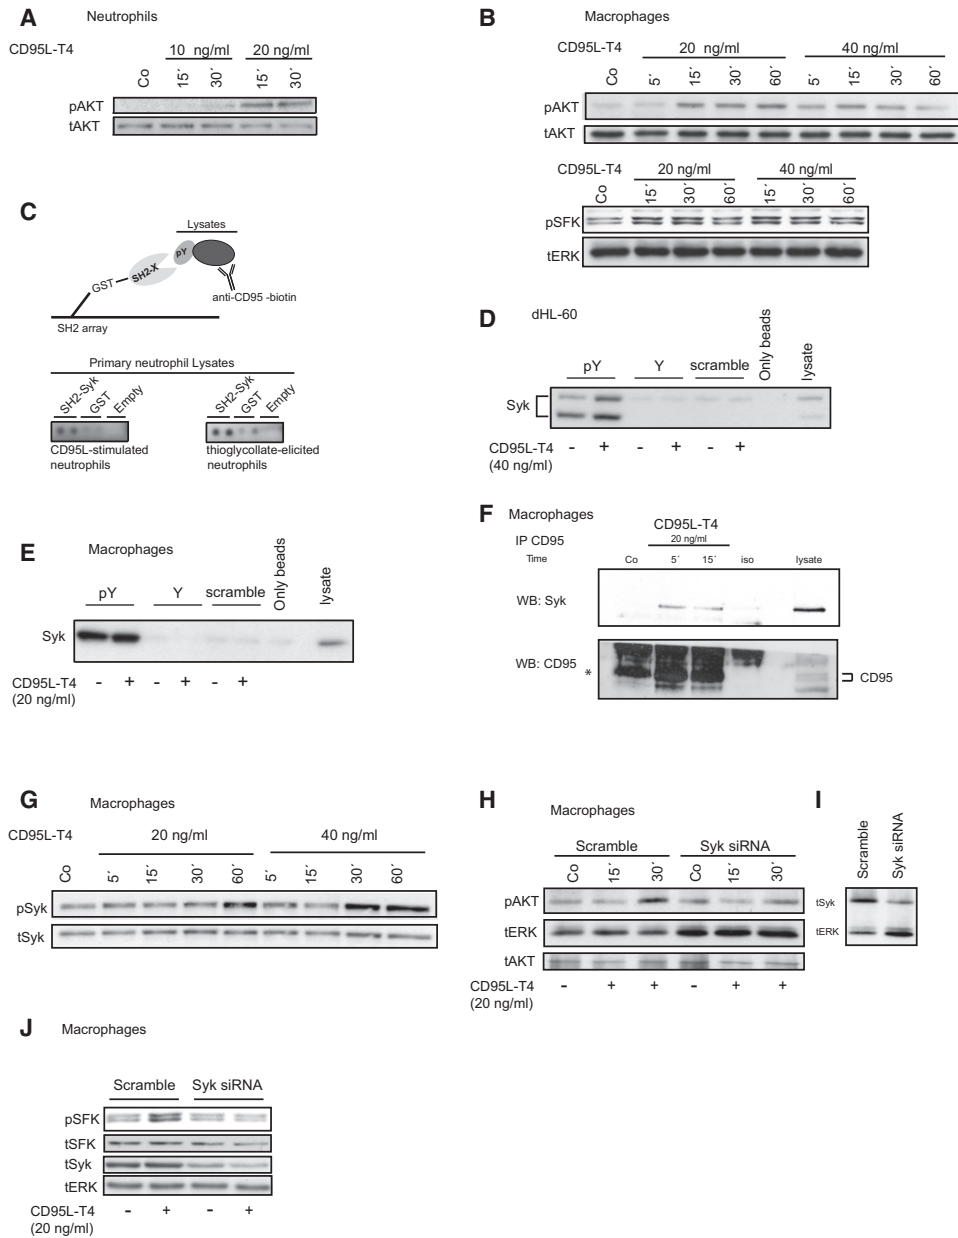 A
Neutrophils
CD95L-T4
10 ng/ml
20 ng/ml
Co
15´
30´
15´
30´
pAKT
tAKT
B
Macrophages
CD95L-T4
20 ng/ml
40 ng/ml
Co
5´
15´
30´
60´
5´
15´
30´
60´
pAKT
tAKT
CD95L-T4
20 ng/ml
40 ng/ml
Co
15´
30´
60´
15´
30´
60´
pSFK
tERK
C
Lysates
pY
SH2-X
GST
anti-CD95 -biotin
SH2 array
Primary neutrophil Lysates
SH2-Syk
GST
Empty
SH2-Syk
GST
Empty
CD95L-stimulated
neutrophils
thioglycollate-elicited
neutrophils
D
dHL-60
pY
Y
scramble
Only beads
lysate
Syk
CD95L-T4
(40 ng/ml)
- + - + - +
E
Macrophages
pY
Y
scramble
Only beads
lysate
Syk
CD95L-T4
(20 ng/ml)
- + - + - +
F
Macrophages
IP CD95
CD95L-T4
20 ng/ml
Time
Co
5´
15´
iso
lysate
WB: Syk
WB: CD95
*
CD95
G
Macrophages
CD95L-T4
20 ng/ml
40 ng/ml
Co
5´
15´
30´
60´
5´
15´
30´
60´
pSyk
tSyk
H
Macrophages
Scramble
Syk siRNA
Co
15´
30´
Co
15´
30´
pAKT
tERK
tAKT
CD95L-T4
(20 ng/ml)
- + + - + +
I
Scramble
Syk siRNA
tSyk
tERK
J
Macrophages
Scramble
Syk siRNA
pSFK
tSFK
tSyk
tERK
CD95L-T4
(20 ng/ml)
- + - +